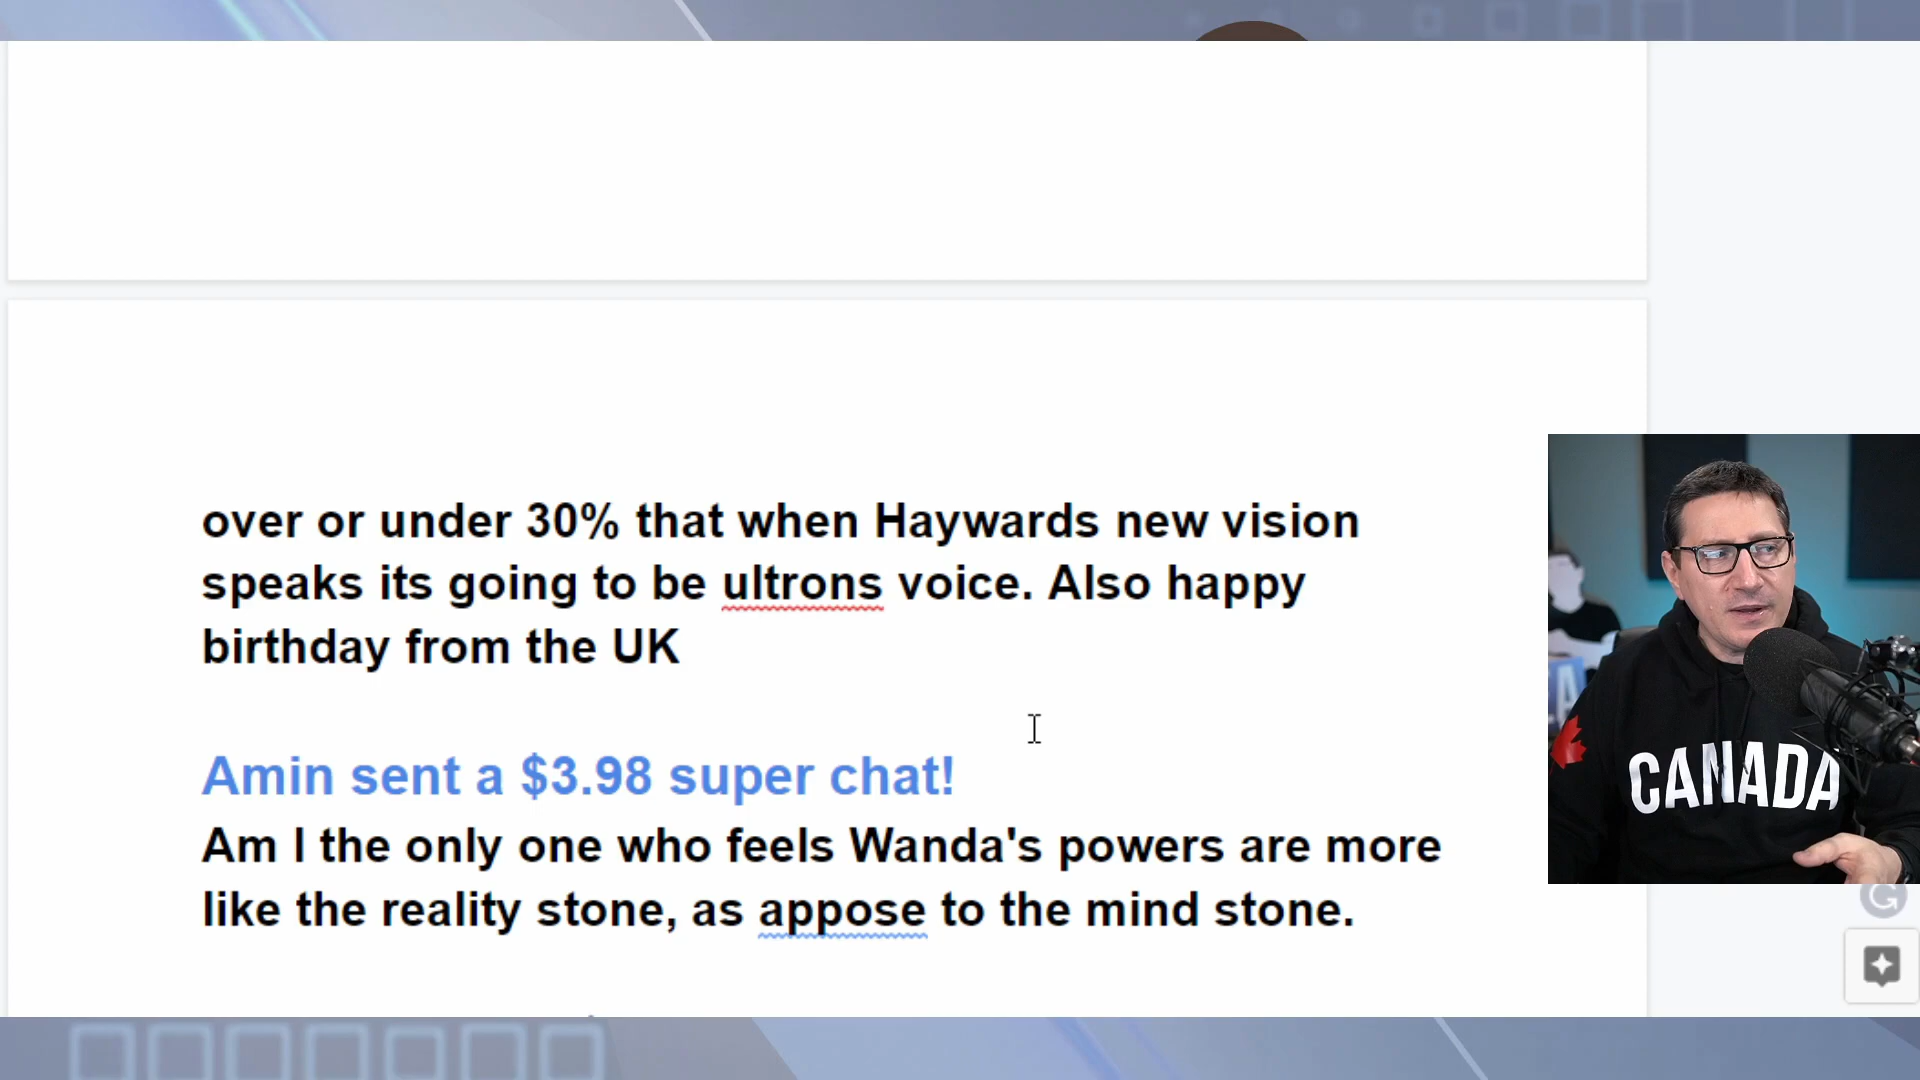 over or under 30% that when Haywards new vision
speaks its going to be ultrons voice. Also happy
birthday from the UK
Amin sent a $3.98 super chat!
Am I the only one who feels Wanda's powers are more
like the reality stone, as appose to the mind stone.
CANADA